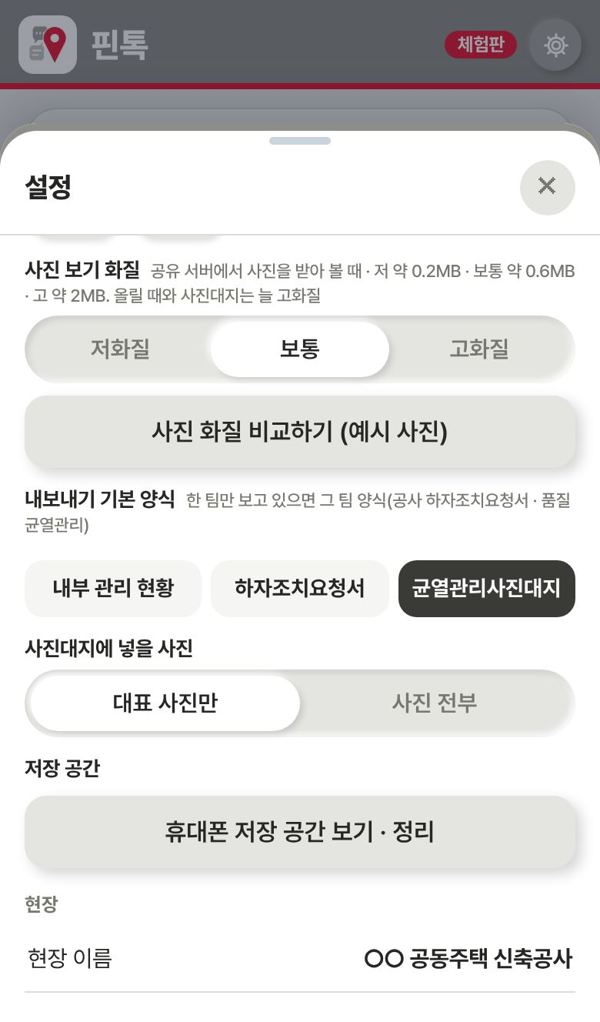 핀톡
체험판
설정
사진 보기 화질 공유 서버에서 사진을 받아 볼 때 · 저 약 0.2MB · 보통 약 0.6MB
· 고 약 2MB. 올릴 때와 사진대지는 늘 고화질
저화질 보통 고화질
사진 화질 비교하기 (예시 사진)
내보내기 기본 양식 한 팀만 보고 있으면 그 팀 양식(공사 하자조치요청서 · 품질
균열관리)
내부 관리 현황 하자조치요청서 균열관리사진대지
사진대지에 넣을 사진
대표 사진만 사진 전부
저장 공간
휴대폰 저장 공간 보기 · 정리
현장
현장 이름 ○○ 공동주택 신축공사